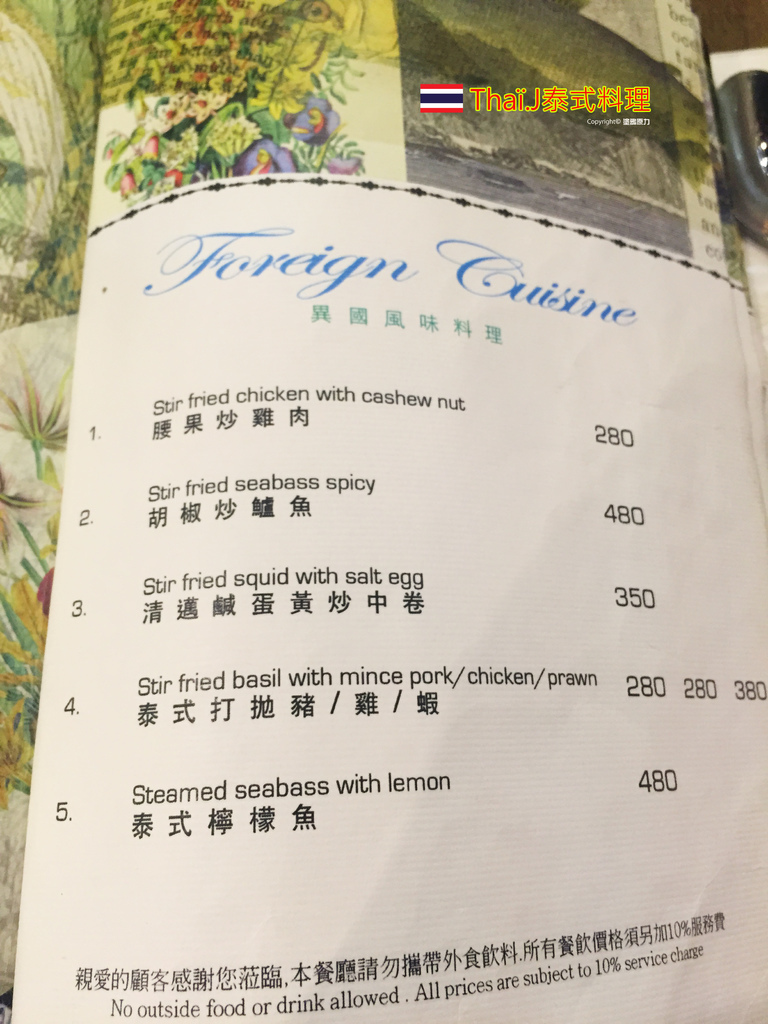 Thaï.J泰式料理
Copyright© 塗國原力
Foreign Cuisine
異國風味料理
1. Stir fried chicken with cashew nut
腰果炒雞肉 280
2. Stir fried seabass spicy
胡椒炒鱸魚 480
3. Stir fried squid with salt egg
清邁鹹蛋黃炒中卷 350
4. Stir fried basil with mince pork/chicken/prawn 280 280 380
泰式打拋豬/雞/蝦
5. Steamed seabass with lemon 480
泰式檸檬魚
親愛的顧客感謝您蒞臨,本餐廳請勿攜帶外食飲料.所有餐飲價格須另加10%服務費
No outside food or drink allowed . All prices are subject to 10% service charge